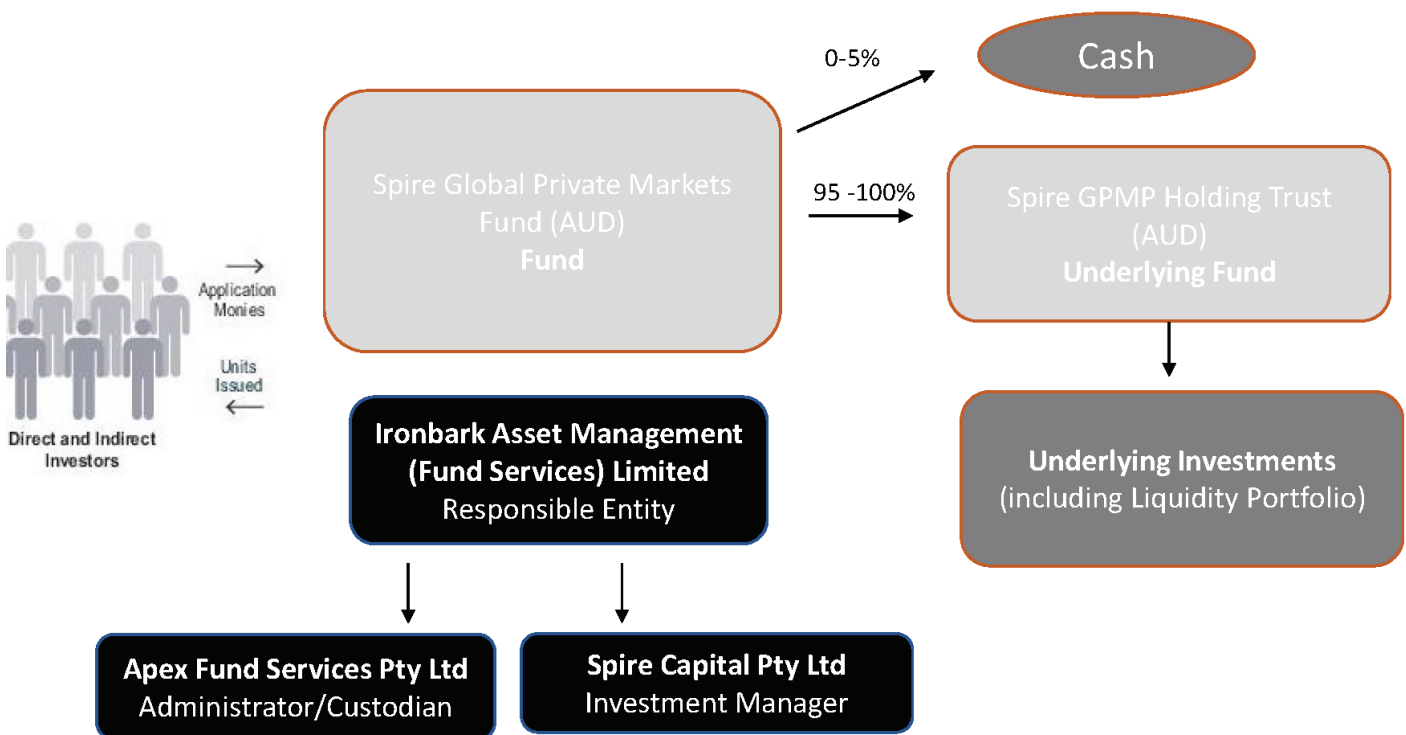 0-5%
Cash
Spire Global Private Markets
Fund (AUD)
Fund
95 -100%
Spire GPMP Holding Trust
(AUD)
Underlying Fund
Application
Monies
Units
Issued
Direct and Indirect
Investors
Ironbark Asset Management
(Fund Services) Limited
Responsible Entity
Underlying Investments
(including Liquidity Portfolio)
Apex Fund Services Pty Ltd
Administrator/Custodian
Spire Capital Pty Ltd
Investment Manager